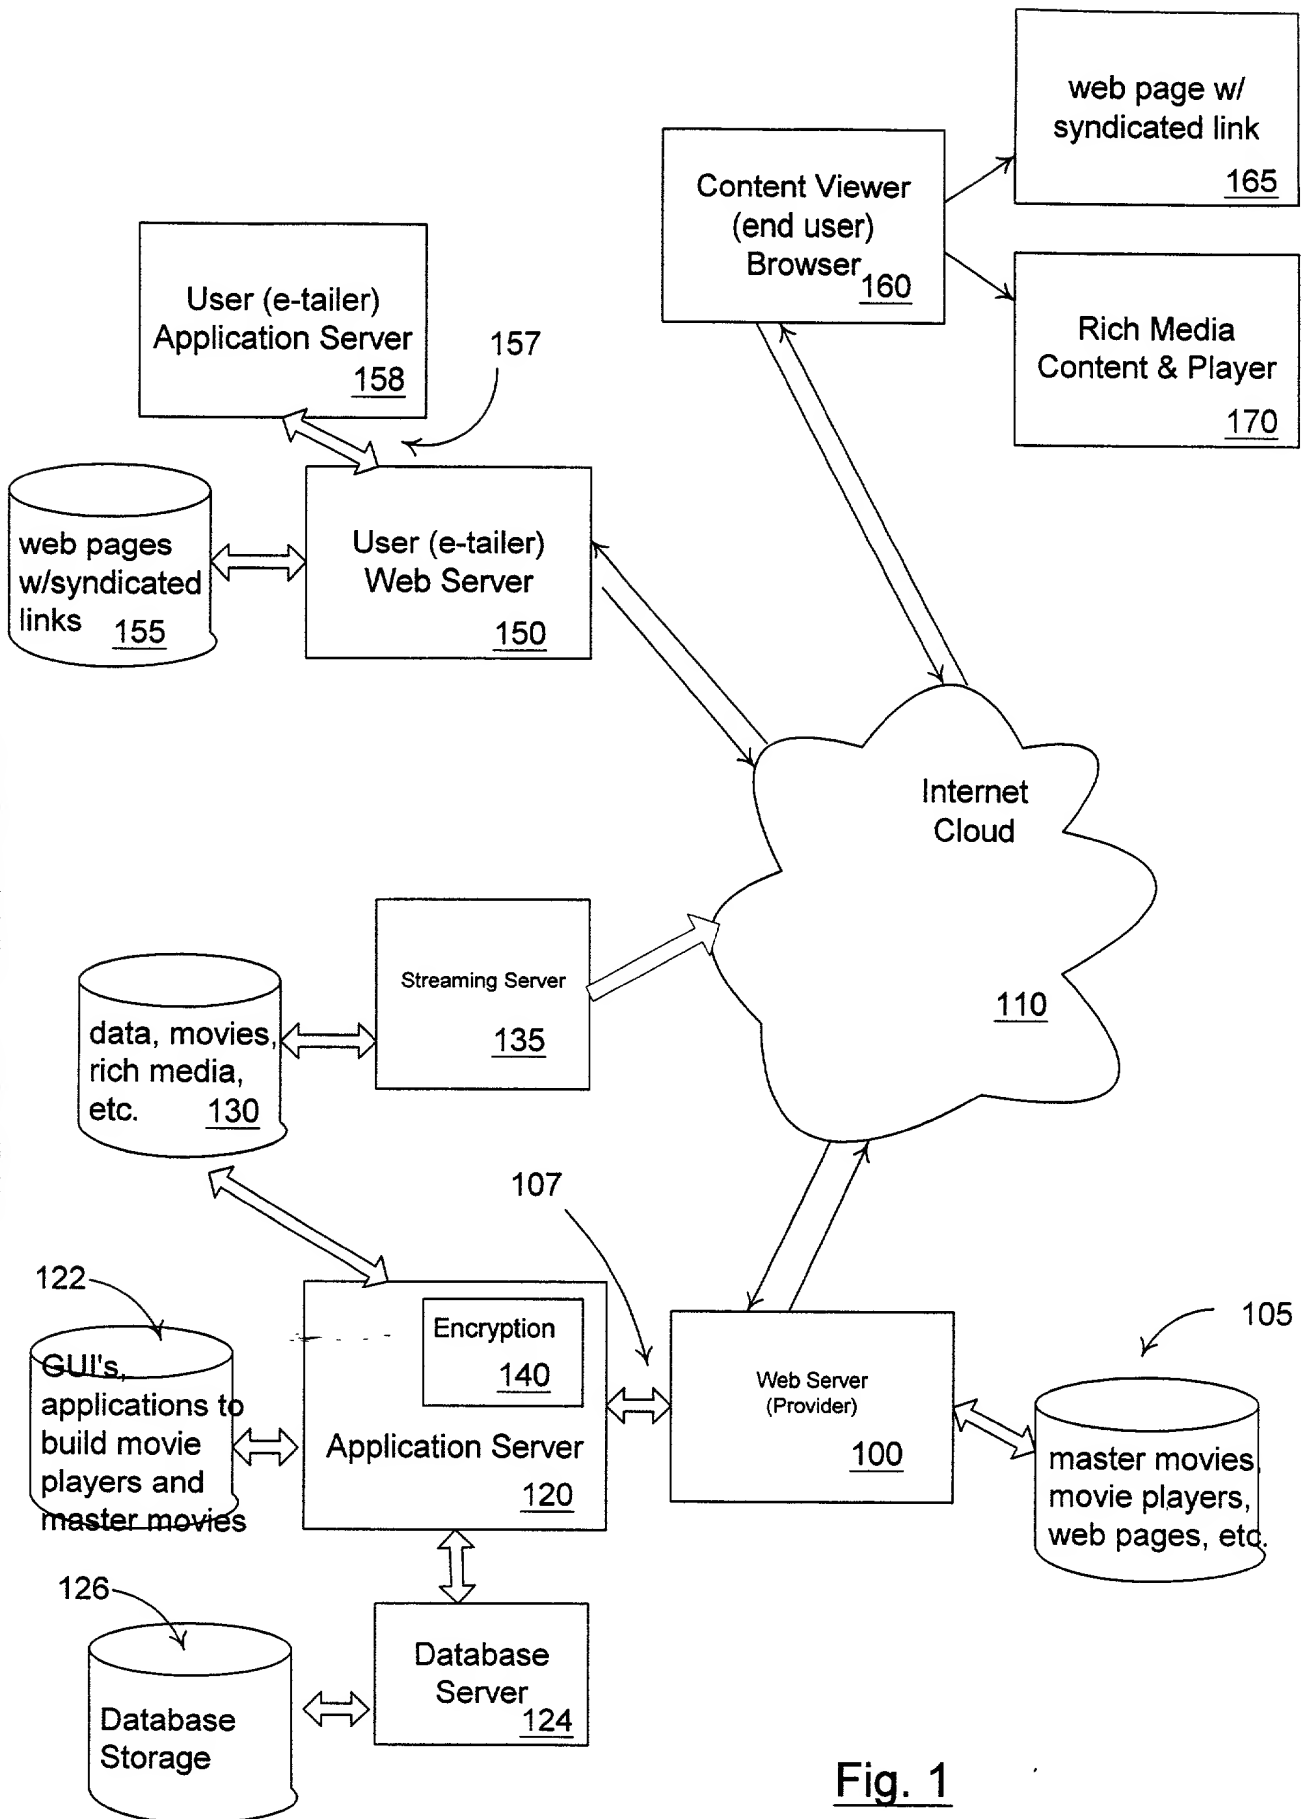 web page w/
syndicated link
165
Content Viewer
(end user)
Browser
160
User (e-tailer)
Application Server
158
157
Rich Media
Content & Player
170
web pages
w/syndicated
links
155
User (e-tailer)
Web Server
150
Internet
Cloud
110
Streaming Server
135
data, movies,
rich media,
etc.
130
107
122
GUI's,
applications to
build movie
players and
master movies
Encryption
140
Application Server
120
Web Server
(Provider)
100
105
master movies,
movie players,
web pages, etc.
126
Database
Storage
Database
Server
124
Fig. 1